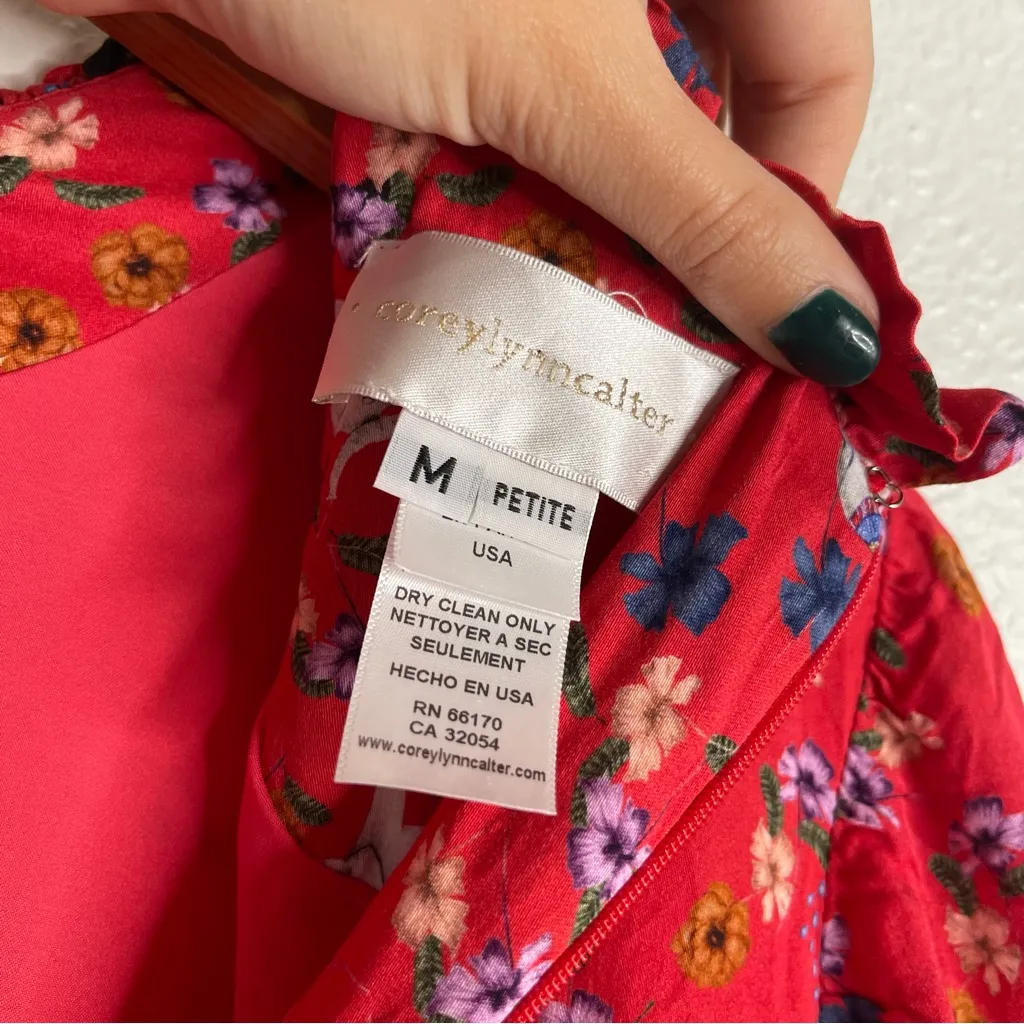 coreylynncalter
M PETITE
USA
DRY CLEAN ONLY
NETTOYER A SEC
SEULEMENT
HECHO EN USA
RN 66170
CA 32054
www.coreylynncalter.com